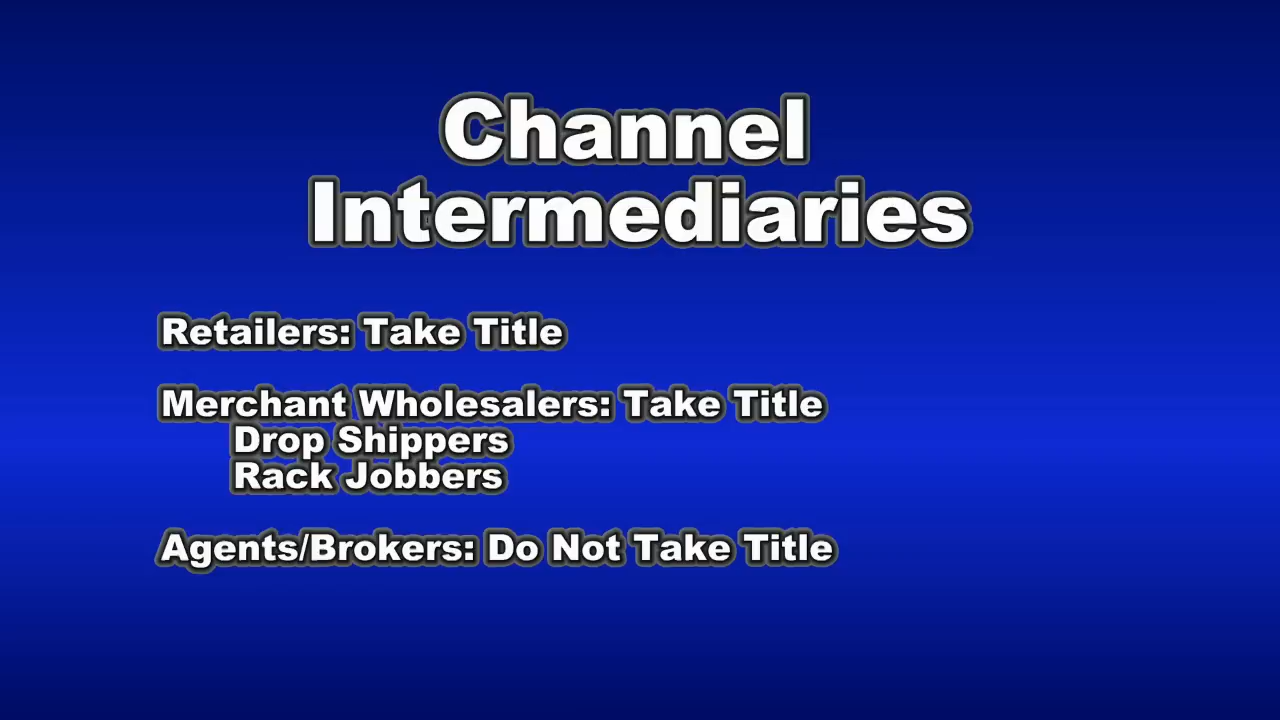 Channel
Intermediaries
Retailers: Take Title
Merchant Wholesalers: Take Title
Drop Shippers
Rack Jobbers
Agents/Brokers: Do Not Take Title